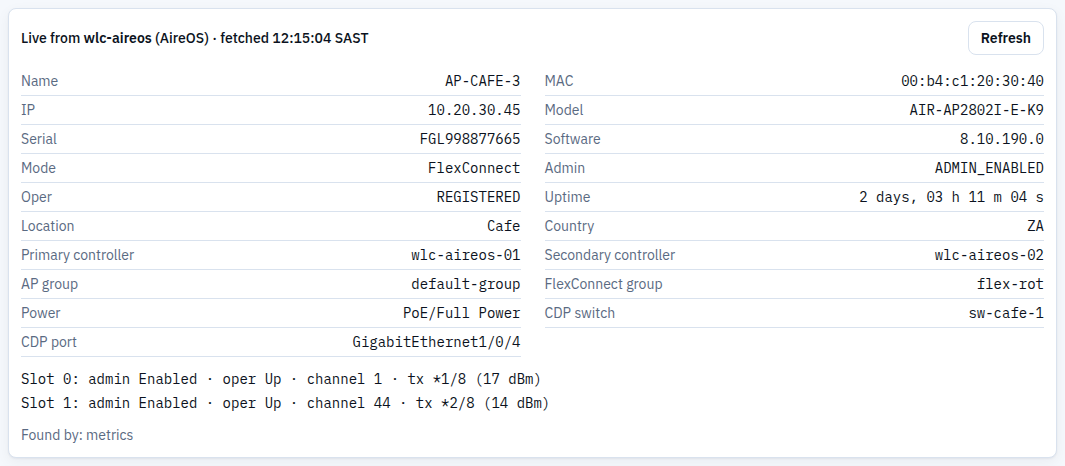 Live from wlc-aireos (AireOS) · fetched 12:15:04 SAST
Refresh
Name AP-CAFE-3 MAC 00:b4:c1:20:30:40
IP 10.20.30.45 Model AIR-AP2802I-E-K9
Serial FGL998877665 Software 8.10.190.0
Mode FlexConnect Admin ADMIN_ENABLED
Oper REGISTERED Uptime 2 days, 03 h 11 m 04 s
Location Cafe Country ZA
Primary controller wlc-aireos-01 Secondary controller wlc-aireos-02
AP group default-group FlexConnect group flex-rot
Power PoE/Full Power CDP switch sw-cafe-1
CDP port GigabitEthernet1/0/4
Slot 0: admin Enabled · oper Up · channel 1 · tx *1/8 (17 dBm)
Slot 1: admin Enabled · oper Up · channel 44 · tx *2/8 (14 dBm)
Found by: metrics